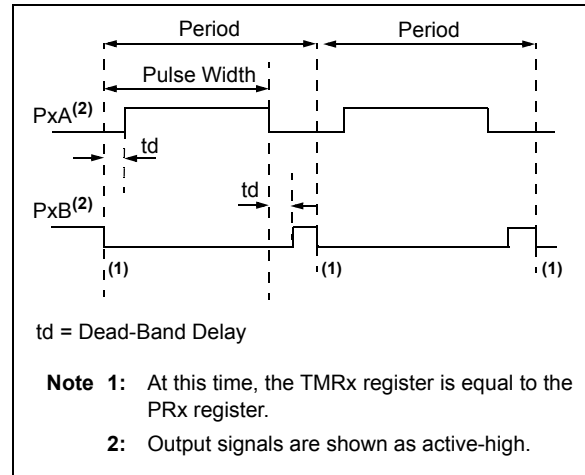 Period Period
Pulse Width
PxA(2)
td
td
PxB(2)
(1) (1) (1)
td = Dead-Band Delay
Note 1: At this time, the TMRx register is equal to the
PRx register.
2: Output signals are shown as active-high.